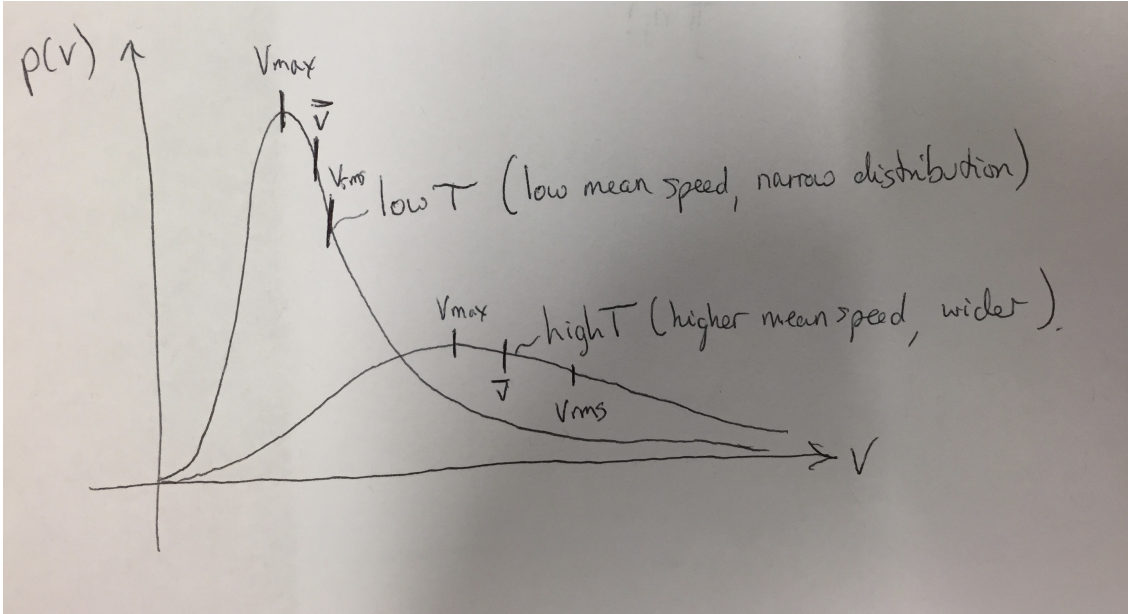 p(v)
Vmax
v̄
Vrms
low T (low mean speed, narrow distribution)
Vmax
high T (higher mean speed, wider).
v̄
Vrms
V